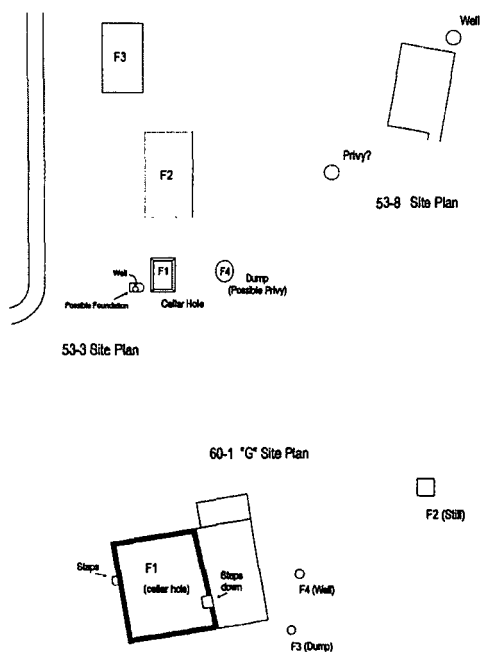 F3
F2
Well
F1
F4
Dump
(Possible Privy)
Possible Foundation
Cellar Hole
53-3 Site Plan
Well
Privy?
53-8 Site Plan
60-1 "G" Site Plan
F2 (Still)
Steps
F1
(cellar hole)
Steps
down
F4 (Well)
F3 (Dump)